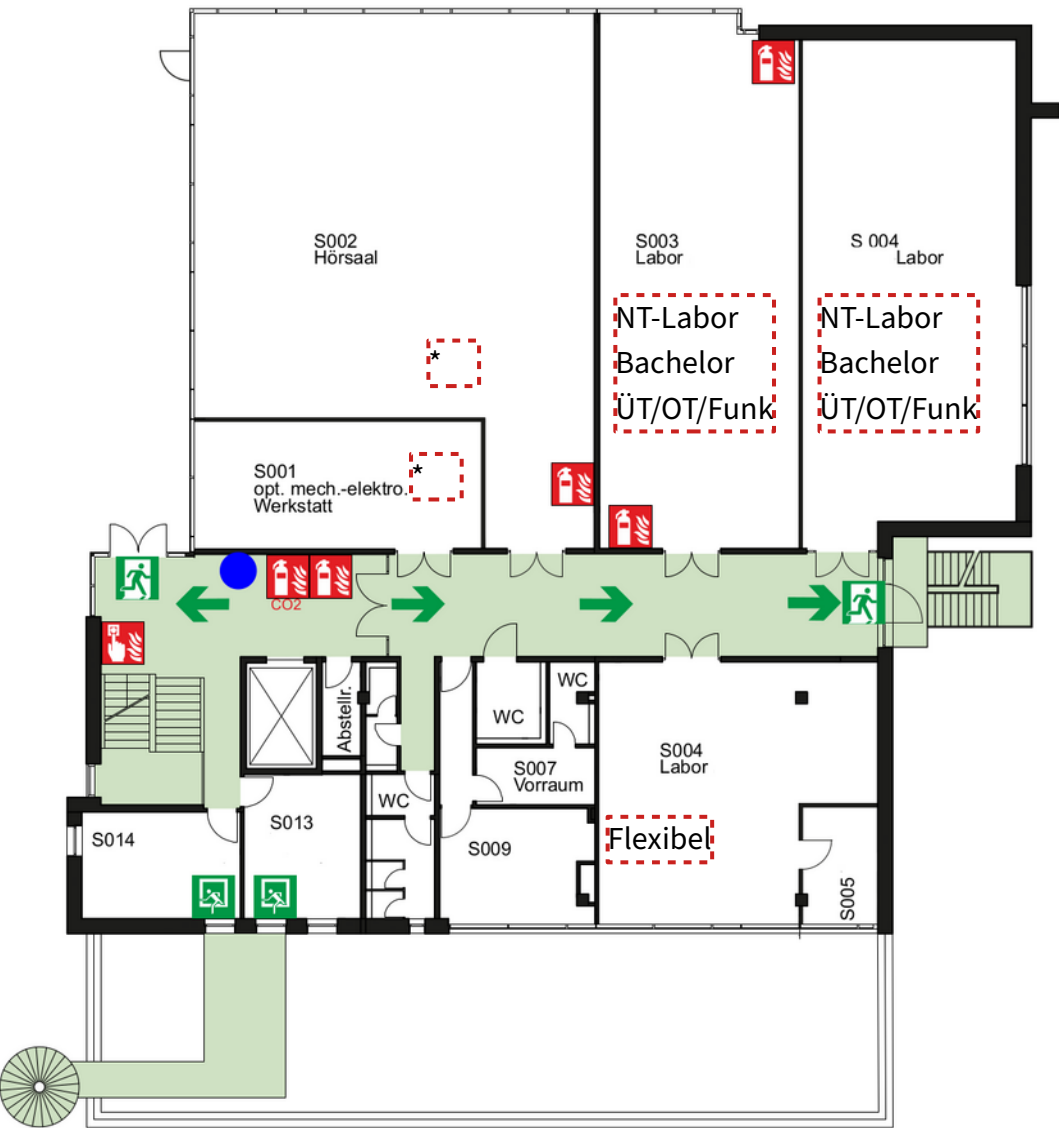 S002
Hörsaal
S003
Labor
S 004
Labor
NT-Labor
Bachelor
ÜT/OT/Funk
NT-Labor
Bachelor
ÜT/OT/Funk
*
S001
opt. mech.-elektro.
Werkstatt
*
CO2
Abstellr.
WC
WC
S007
Vorraum
S004
Labor
WC
S013
S014
S009
Flexibel
S005